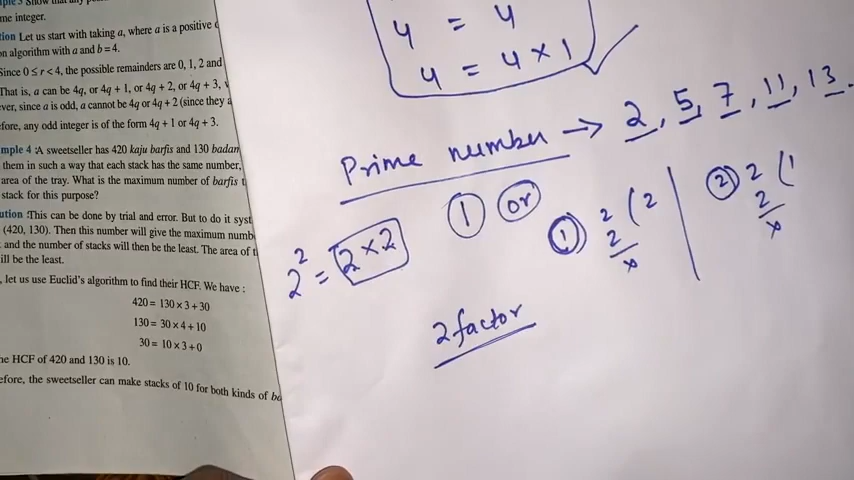 me integer.
tion Let us start with taking a, where a is a positive
on algorithm with a and b = 4.
Since 0 ≤ r < 4, the possible remainders are 0, 1, 2 and
That is, a can be 4q, or 4q + 1, or 4q + 2, or 4q + 3,
ever, since a is odd, a cannot be 4q or 4q + 2 (since they a
fore, any odd integer is of the form 4q + 1 or 4q + 3.
mple 4 : A sweetseller has 420 kaju barfis and 130 badan
them in such a way that each stack has the same number,
area of the tray. What is the maximum number of barfis t
stack for this purpose?
ution : This can be done by trial and error. But to do it syst
(420, 130). Then this number will give the maximum numb
and the number of stacks will then be the least. The area of t
ill be the least.
, let us use Euclid's algorithm to find their HCF. We have :
420 = 130 × 3 + 30
130 = 30 × 4 + 10
30 = 10 × 3 + 0
he HCF of 420 and 130 is 10.
efore, the sweetseller can make stacks of 10 for both kinds of ba
4 = 4
4 = 4 × 1
Prime number → 2, 5, 7, 11, 13
2² = 2×2
1 or
1 2 ( 2
2
×
2 2 ( 1
2
×
2 factor